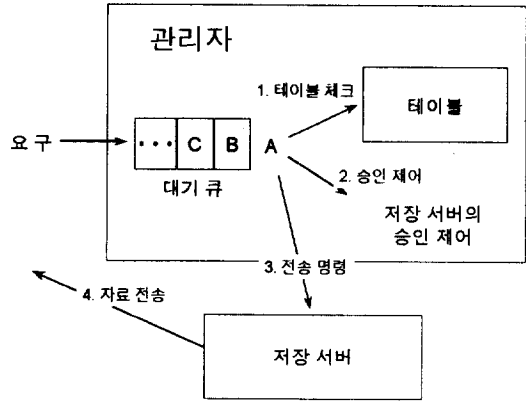 관리자
1. 테이블 체크
테이블
요 구
• • •
C
B
A
대기 큐
2. 승인 제어
저장 서버의
승인 제어
3. 전송 명령
4. 자료 전송
저장 서버